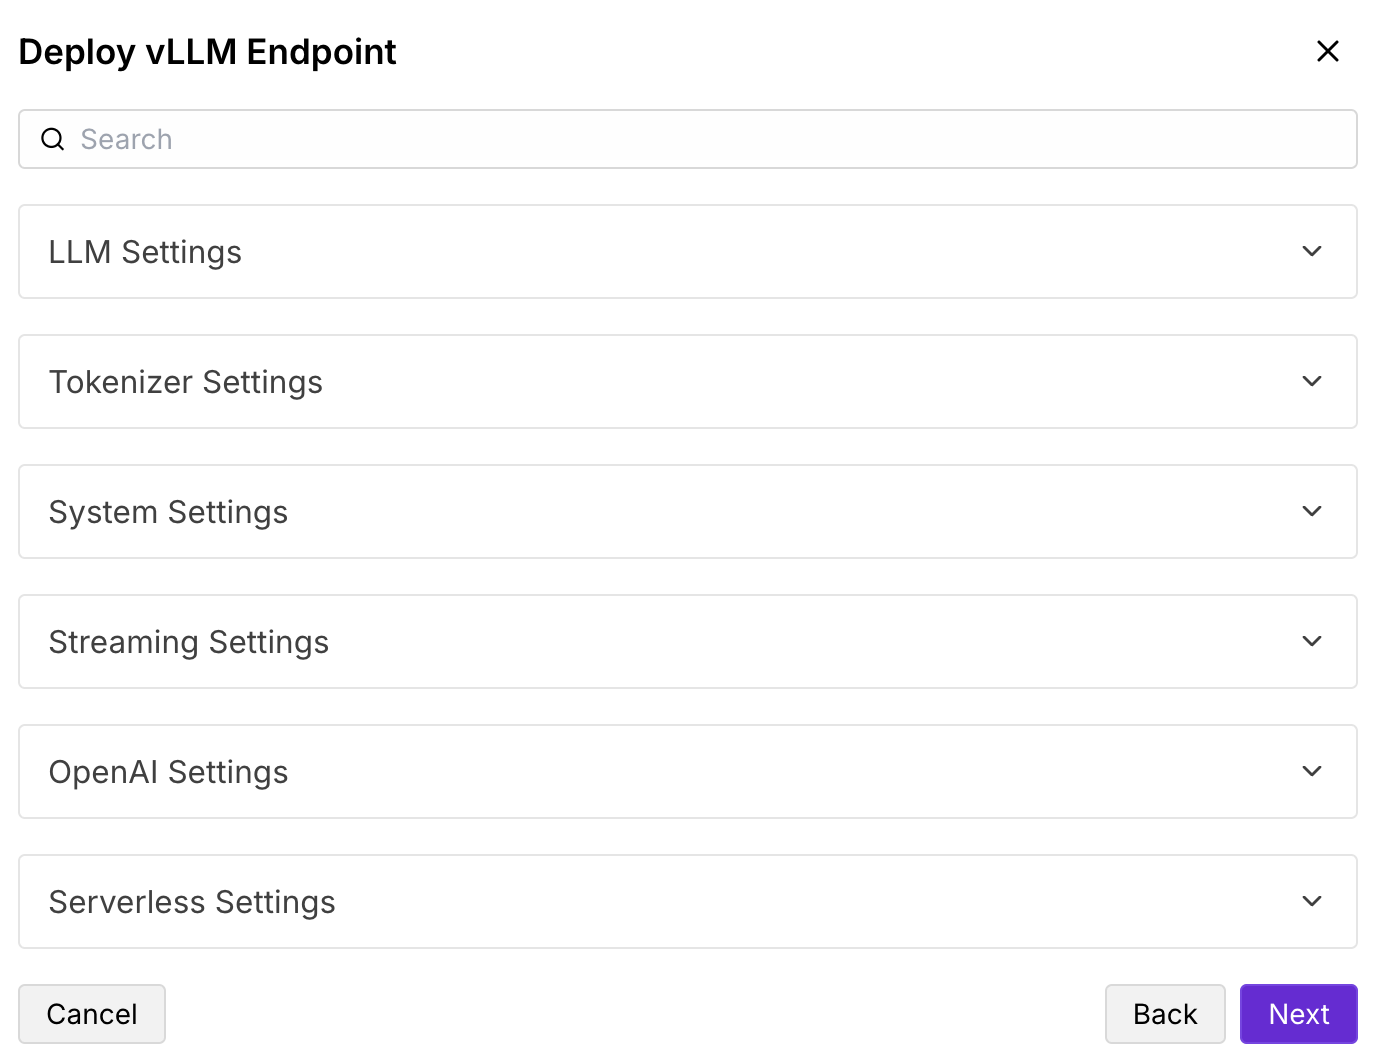 Deploy vLLM Endpoint
Search
LLM Settings
Tokenizer Settings
System Settings
Streaming Settings
OpenAI Settings
Serverless Settings
Cancel Back Next